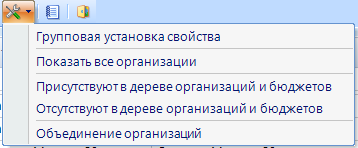 Групповая установка свойства
Показать все организации
Присутствуют в дереве организаций и бюджетов
Отсутствуют в дереве организаций и бюджетов
Объединение организаций